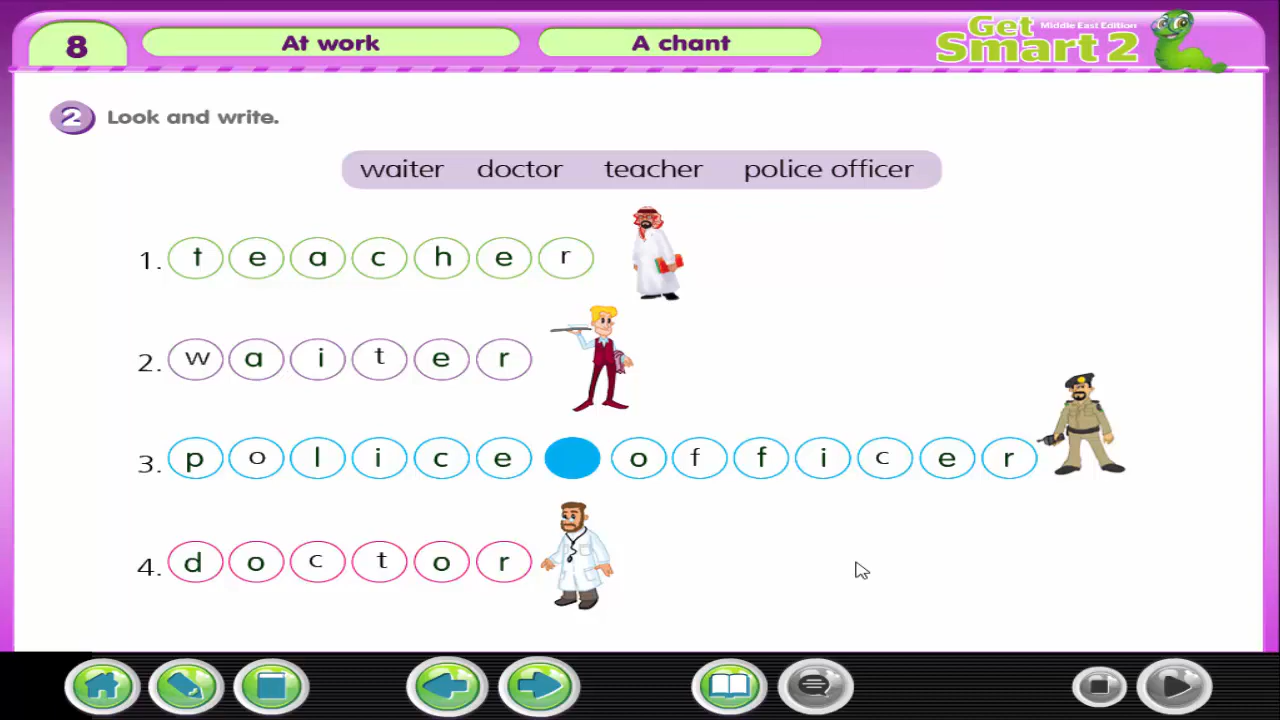 8
At work
A chant
Get Middle East Edition
Smart 2
2 Look and write.
waiter doctor teacher police officer
1. t e a c h e r
2. w a i t e r
3. p o l i c e o f f i c e r
4. d o c t o r